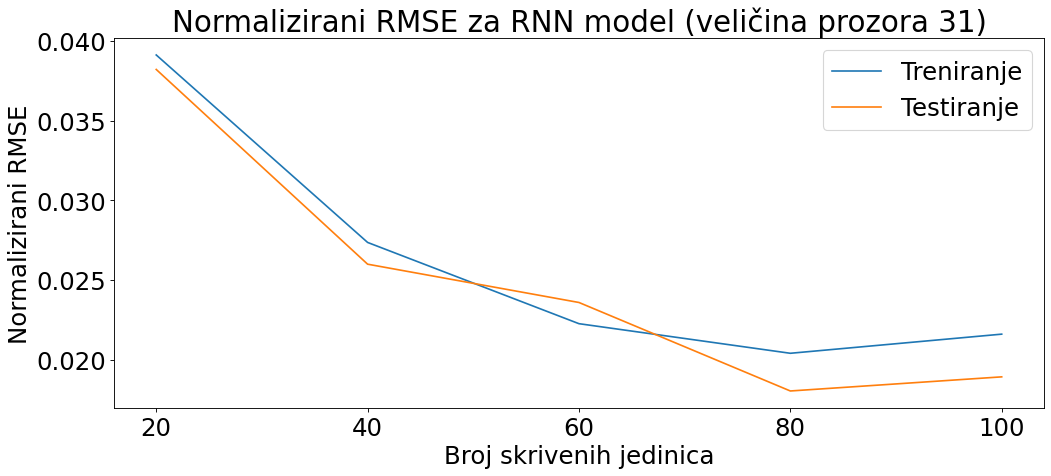 Normalizirani RMSE za RNN model (veličina prozora 31)
Treniranje
Testiranje
Normalizirani RMSE
0.040
0.035
0.030
0.025
0.020
20 40 60 80 100
Broj skrivenih jedinica